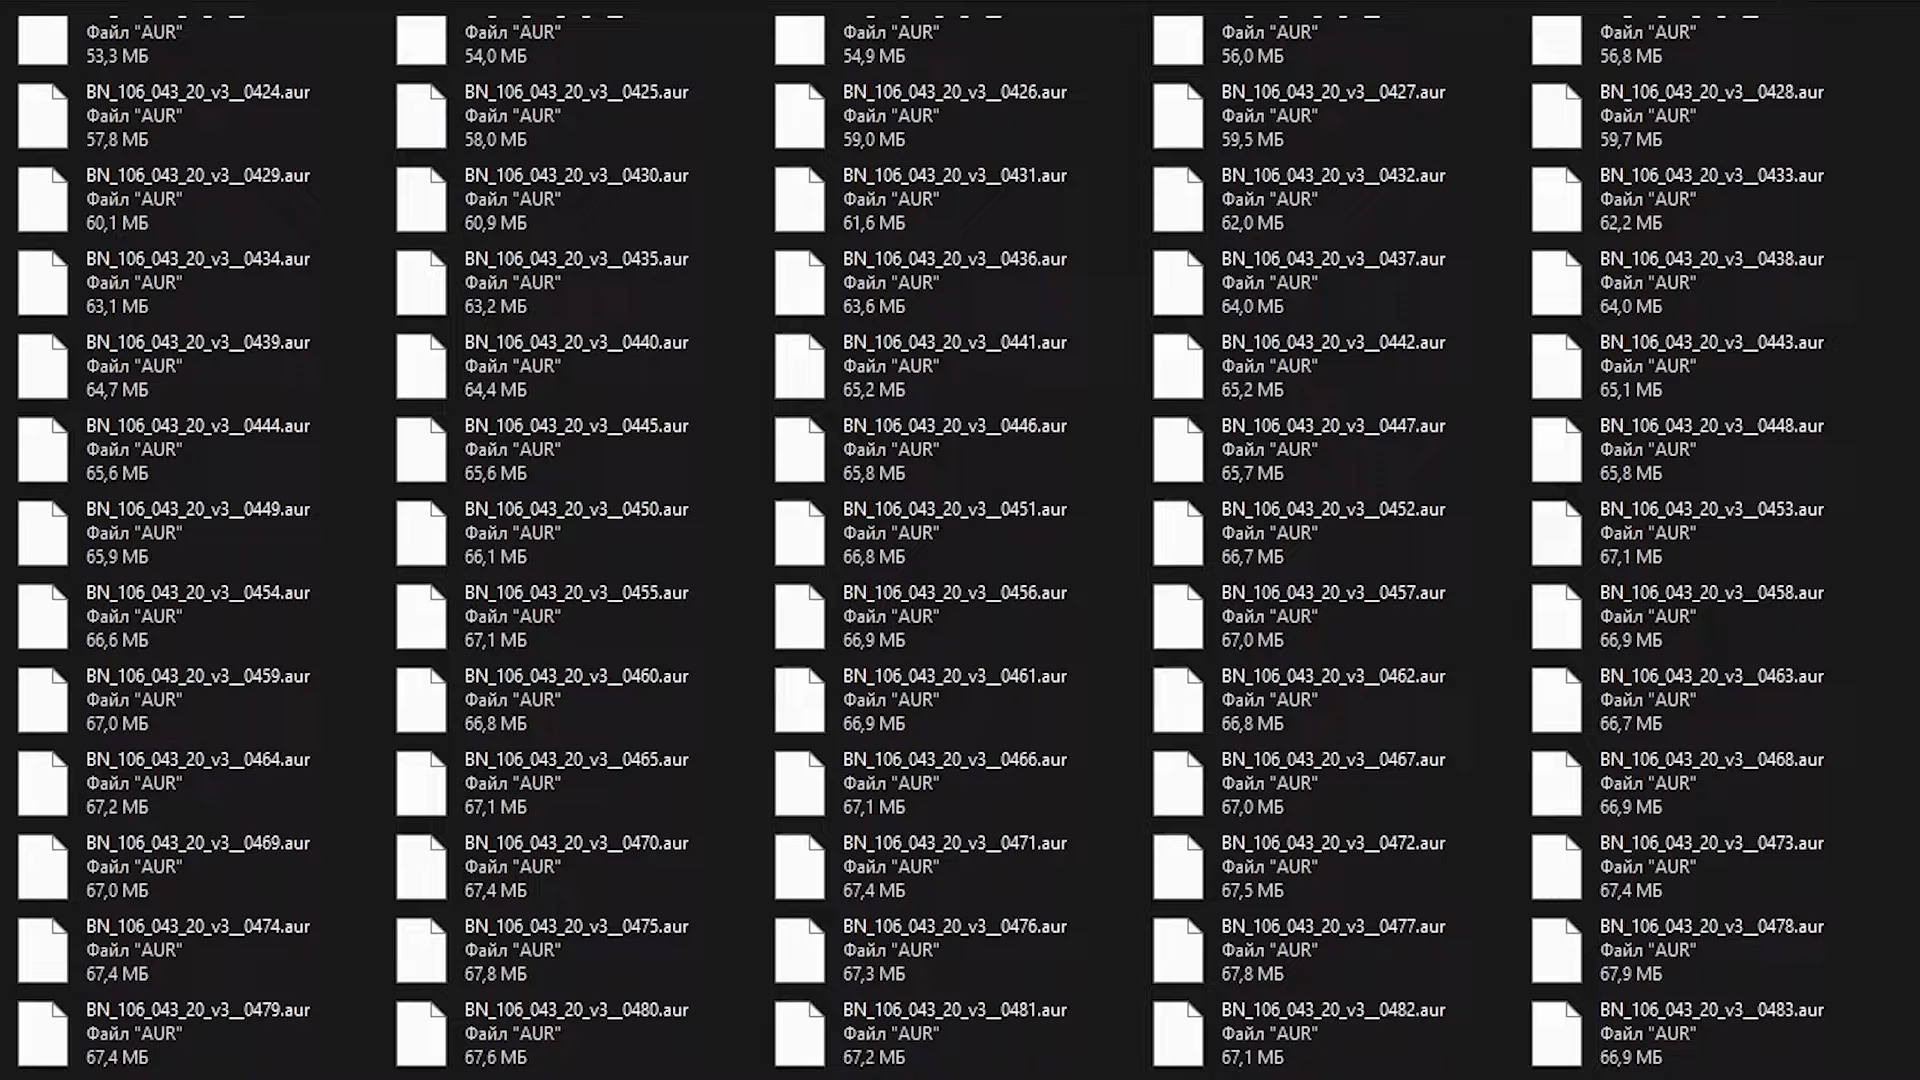 Файл "AUR"
53,3 МБ
Файл "AUR"
54,0 МБ
Файл "AUR"
54,9 МБ
Файл "AUR"
56,0 МБ
Файл "AUR"
56,8 МБ
BN_106_043_20_v3__0424.aur
Файл "AUR"
57,8 МБ
BN_106_043_20_v3__0425.aur
Файл "AUR"
58,0 МБ
BN_106_043_20_v3__0426.aur
Файл "AUR"
59,0 МБ
BN_106_043_20_v3__0427.aur
Файл "AUR"
59,5 МБ
BN_106_043_20_v3__0428.aur
Файл "AUR"
59,7 МБ
BN_106_043_20_v3__0429.aur
Файл "AUR"
60,1 МБ
BN_106_043_20_v3__0430.aur
Файл "AUR"
60,9 МБ
BN_106_043_20_v3__0431.aur
Файл "AUR"
61,6 МБ
BN_106_043_20_v3__0432.aur
Файл "AUR"
62,0 МБ
BN_106_043_20_v3__0433.aur
Файл "AUR"
62,2 МБ
BN_106_043_20_v3__0434.aur
Файл "AUR"
63,1 МБ
BN_106_043_20_v3__0435.aur
Файл "AUR"
63,2 МБ
BN_106_043_20_v3__0436.aur
Файл "AUR"
63,6 МБ
BN_106_043_20_v3__0437.aur
Файл "AUR"
64,0 МБ
BN_106_043_20_v3__0438.aur
Файл "AUR"
64,0 МБ
BN_106_043_20_v3__0439.aur
Файл "AUR"
64,7 МБ
BN_106_043_20_v3__0440.aur
Файл "AUR"
64,4 МБ
BN_106_043_20_v3__0441.aur
Файл "AUR"
65,2 МБ
BN_106_043_20_v3__0442.aur
Файл "AUR"
65,2 МБ
BN_106_043_20_v3__0443.aur
Файл "AUR"
65,1 МБ
BN_106_043_20_v3__0444.aur
Файл "AUR"
65,6 МБ
BN_106_043_20_v3__0445.aur
Файл "AUR"
65,6 МБ
BN_106_043_20_v3__0446.aur
Файл "AUR"
65,8 МБ
BN_106_043_20_v3__0447.aur
Файл "AUR"
65,7 МБ
BN_106_043_20_v3__0448.aur
Файл "AUR"
65,8 МБ
BN_106_043_20_v3__0449.aur
Файл "AUR"
65,9 МБ
BN_106_043_20_v3__0450.aur
Файл "AUR"
66,1 МБ
BN_106_043_20_v3__0451.aur
Файл "AUR"
66,8 МБ
BN_106_043_20_v3__0452.aur
Файл "AUR"
66,7 МБ
BN_106_043_20_v3__0453.aur
Файл "AUR"
67,1 МБ
BN_106_043_20_v3__0454.aur
Файл "AUR"
66,6 МБ
BN_106_043_20_v3__0455.aur
Файл "AUR"
67,1 МБ
BN_106_043_20_v3__0456.aur
Файл "AUR"
66,9 МБ
BN_106_043_20_v3__0457.aur
Файл "AUR"
67,0 МБ
BN_106_043_20_v3__0458.aur
Файл "AUR"
66,9 МБ
BN_106_043_20_v3__0459.aur
Файл "AUR"
67,0 МБ
BN_106_043_20_v3__0460.aur
Файл "AUR"
66,8 МБ
BN_106_043_20_v3__0461.aur
Файл "AUR"
66,9 МБ
BN_106_043_20_v3__0462.aur
Файл "AUR"
66,8 МБ
BN_106_043_20_v3__0463.aur
Файл "AUR"
66,7 МБ
BN_106_043_20_v3__0464.aur
Файл "AUR"
67,2 МБ
BN_106_043_20_v3__0465.aur
Файл "AUR"
67,1 МБ
BN_106_043_20_v3__0466.aur
Файл "AUR"
67,1 МБ
BN_106_043_20_v3__0467.aur
Файл "AUR"
67,0 МБ
BN_106_043_20_v3__0468.aur
Файл "AUR"
66,9 МБ
BN_106_043_20_v3__0469.aur
Файл "AUR"
67,0 МБ
BN_106_043_20_v3__0470.aur
Файл "AUR"
67,4 МБ
BN_106_043_20_v3__0471.aur
Файл "AUR"
67,4 МБ
BN_106_043_20_v3__0472.aur
Файл "AUR"
67,5 МБ
BN_106_043_20_v3__0473.aur
Файл "AUR"
67,4 МБ
BN_106_043_20_v3__0474.aur
Файл "AUR"
67,4 МБ
BN_106_043_20_v3__0475.aur
Файл "AUR"
67,8 МБ
BN_106_043_20_v3__0476.aur
Файл "AUR"
67,3 МБ
BN_106_043_20_v3__0477.aur
Файл "AUR"
67,8 МБ
BN_106_043_20_v3__0478.aur
Файл "AUR"
67,9 МБ
BN_106_043_20_v3__0479.aur
Файл "AUR"
67,4 МБ
BN_106_043_20_v3__0480.aur
Файл "AUR"
67,6 МБ
BN_106_043_20_v3__0481.aur
Файл "AUR"
67,2 МБ
BN_106_043_20_v3__0482.aur
Файл "AUR"
67,1 МБ
BN_106_043_20_v3__0483.aur
Файл "AUR"
66,9 МБ